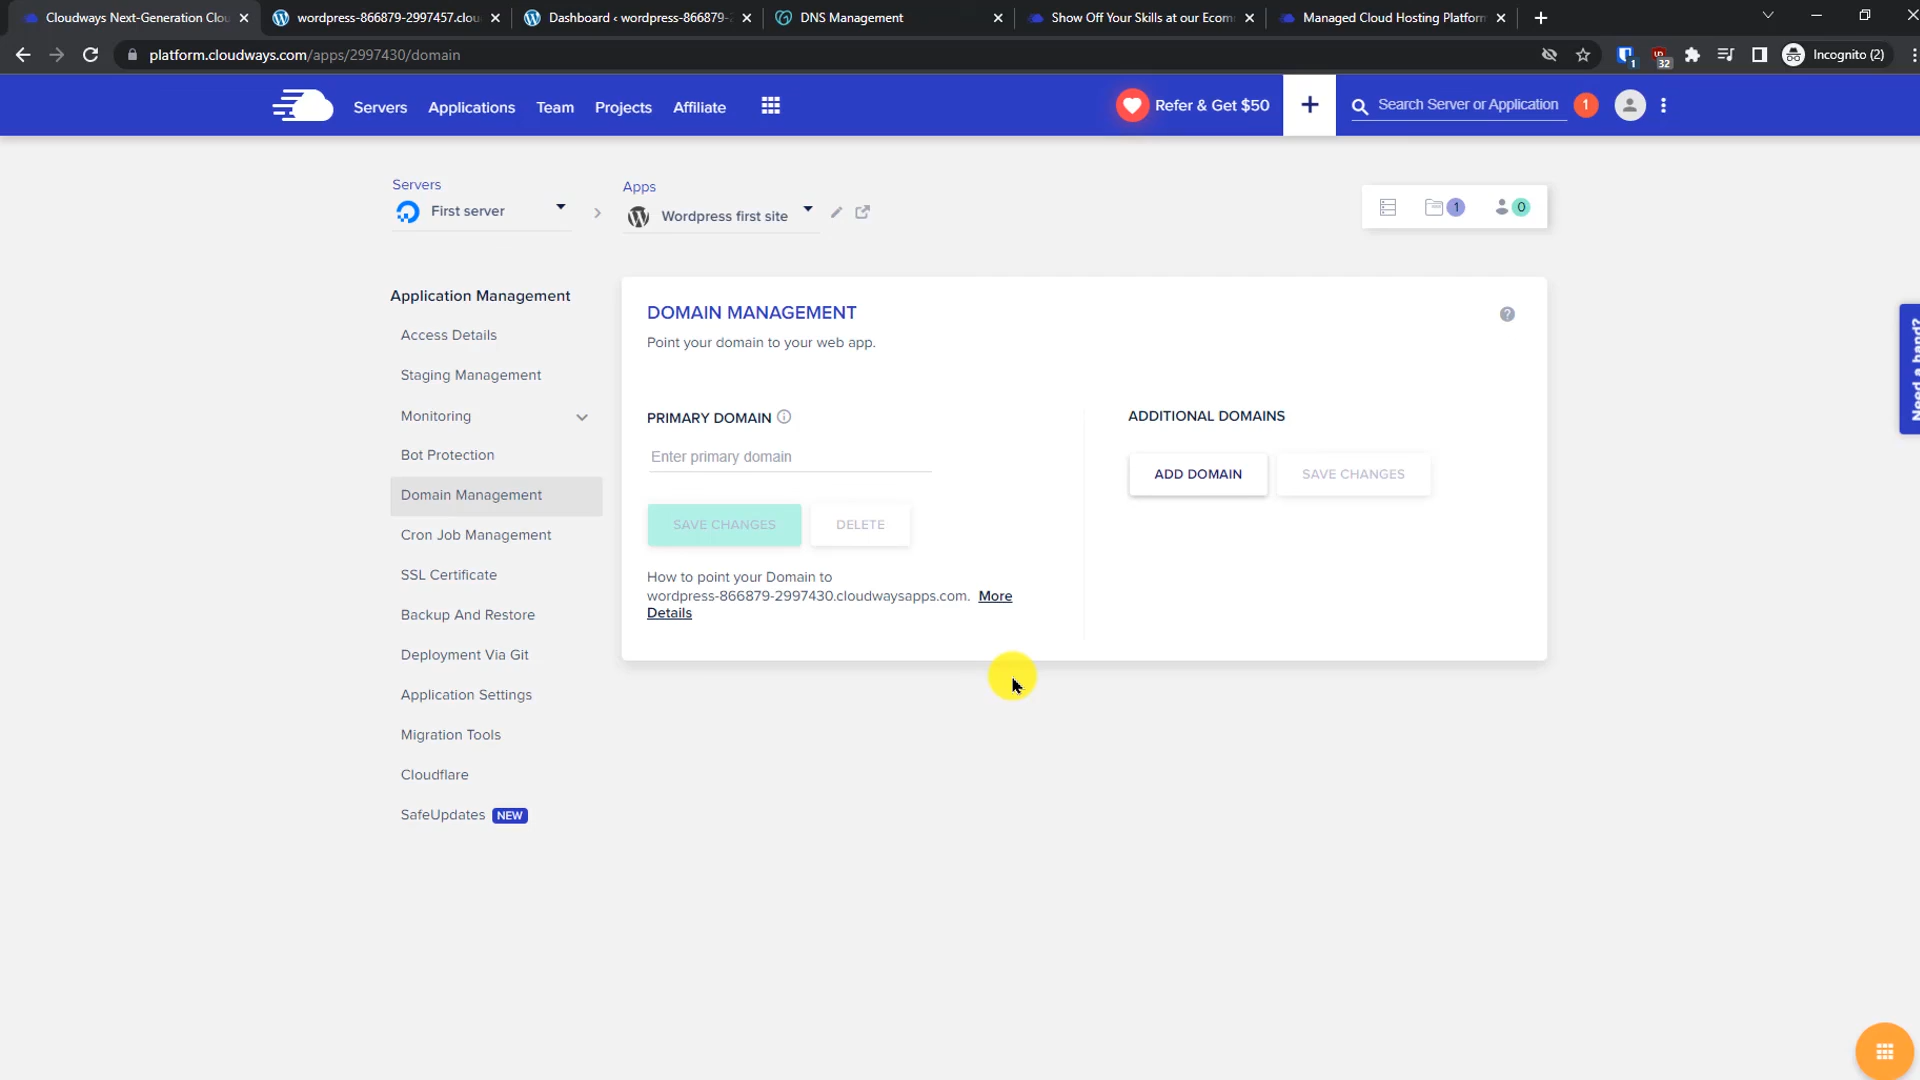 Cloudways Next-Generation Clou
wordpress-866879-2997457.clou
Dashboard ‹ wordpress-866879-2
DNS Management
Show Off Your Skills at our Ecom
Managed Cloud Hosting Platform
platform.cloudways.com/apps/2997430/domain
1
32
Incognito (2)
Servers
Applications
Team
Projects
Affiliate
Refer & Get $50
+
Search Server or Application
1
Servers
First server
Apps
Wordpress first site
1
0
Application Management
Access Details
Staging Management
Monitoring
Bot Protection
Domain Management
Cron Job Management
SSL Certificate
Backup And Restore
Deployment Via Git
Application Settings
Migration Tools
Cloudflare
SafeUpdates NEW
DOMAIN MANAGEMENT
?
Point your domain to your web app.
PRIMARY DOMAIN
Enter primary domain
SAVE CHANGES
DELETE
How to point your Domain to
wordpress-866879-2997430.cloudwaysapps.com. More
Details
ADDITIONAL DOMAINS
ADD DOMAIN
SAVE CHANGES
Need a hand?